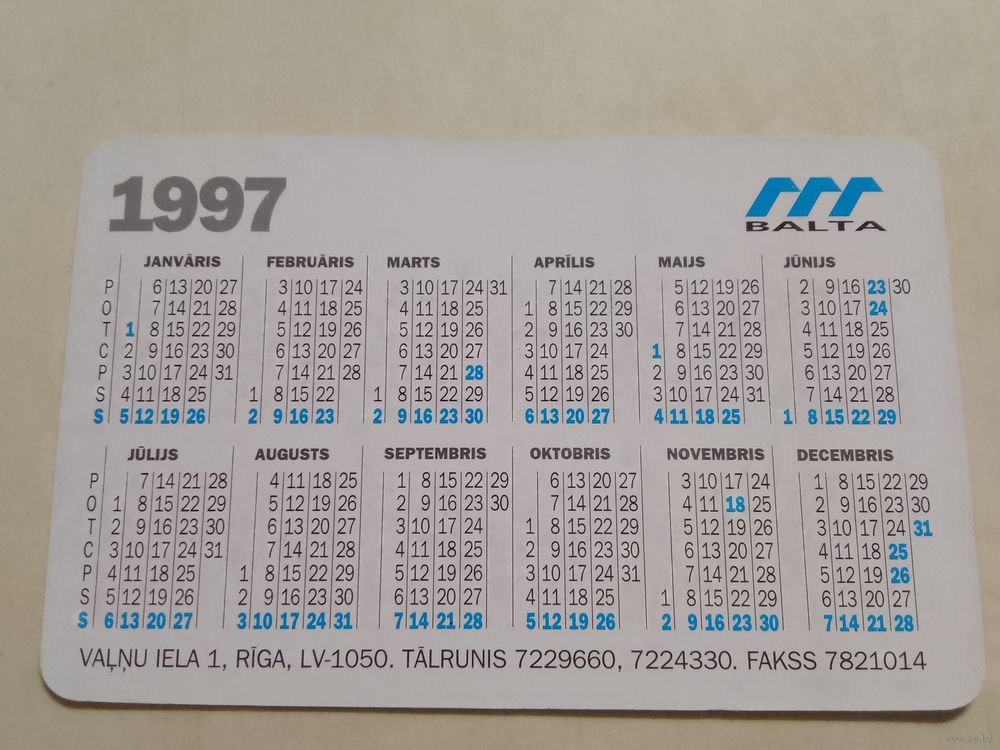 1997
BALTA
JANVĀRIS FEBRUĀRIS MARTS APRĪLIS MAIJS JŪNIJS
P 6 13 20 27 3 10 17 24 3 10 17 24 31 7 14 21 28 5 12 19 26 2 9 16 23 30
O 7 14 21 28 4 11 18 25 4 11 18 25 1 8 15 22 29 6 13 20 27 3 10 17 24
T 1 8 15 22 29 5 12 19 26 5 12 19 26 2 9 16 23 30 7 14 21 28 4 11 18 25
C 2 9 16 23 30 6 13 20 27 6 13 20 27 3 10 17 24 1 8 15 22 29 5 12 19 26
P 3 10 17 24 31 7 14 21 28 7 14 21 28 4 11 18 25 2 9 16 23 30 6 13 20 27
S 4 11 18 25 1 8 15 22 1 8 15 22 29 5 12 19 26 3 10 17 24 31 7 14 21 28
S 5 12 19 26 2 9 16 23 2 9 16 23 30 6 13 20 27 4 11 18 25 1 8 15 22 29
JŪLIJS AUGUSTS SEPTEMBRIS OKTOBRIS NOVEMBRIS DECEMBRIS
P 7 14 21 28 4 11 18 25 1 8 15 22 29 6 13 20 27 3 10 17 24 1 8 15 22 29
O 1 8 15 22 29 5 12 19 26 2 9 16 23 30 7 14 21 28 4 11 18 25 2 9 16 23 30
T 2 9 16 23 30 6 13 20 27 3 10 17 24 1 8 15 22 29 5 12 19 26 3 10 17 24 31
C 3 10 17 24 31 7 14 21 28 4 11 18 25 2 9 16 23 30 6 13 20 27 4 11 18 25
P 4 11 18 25 1 8 15 22 29 5 12 19 26 3 10 17 24 31 7 14 21 28 5 12 19 26
S 5 12 19 26 2 9 16 23 30 6 13 20 27 4 11 18 25 1 8 15 22 29 6 13 20 27
S 6 13 20 27 3 10 17 24 31 7 14 21 28 5 12 19 26 2 9 16 23 30 7 14 21 28
VAĻŅU IELA 1, RĪGA, LV-1050. TĀLRUNIS 7229660, 7224330. FAKSS 7821014
www.ay.by